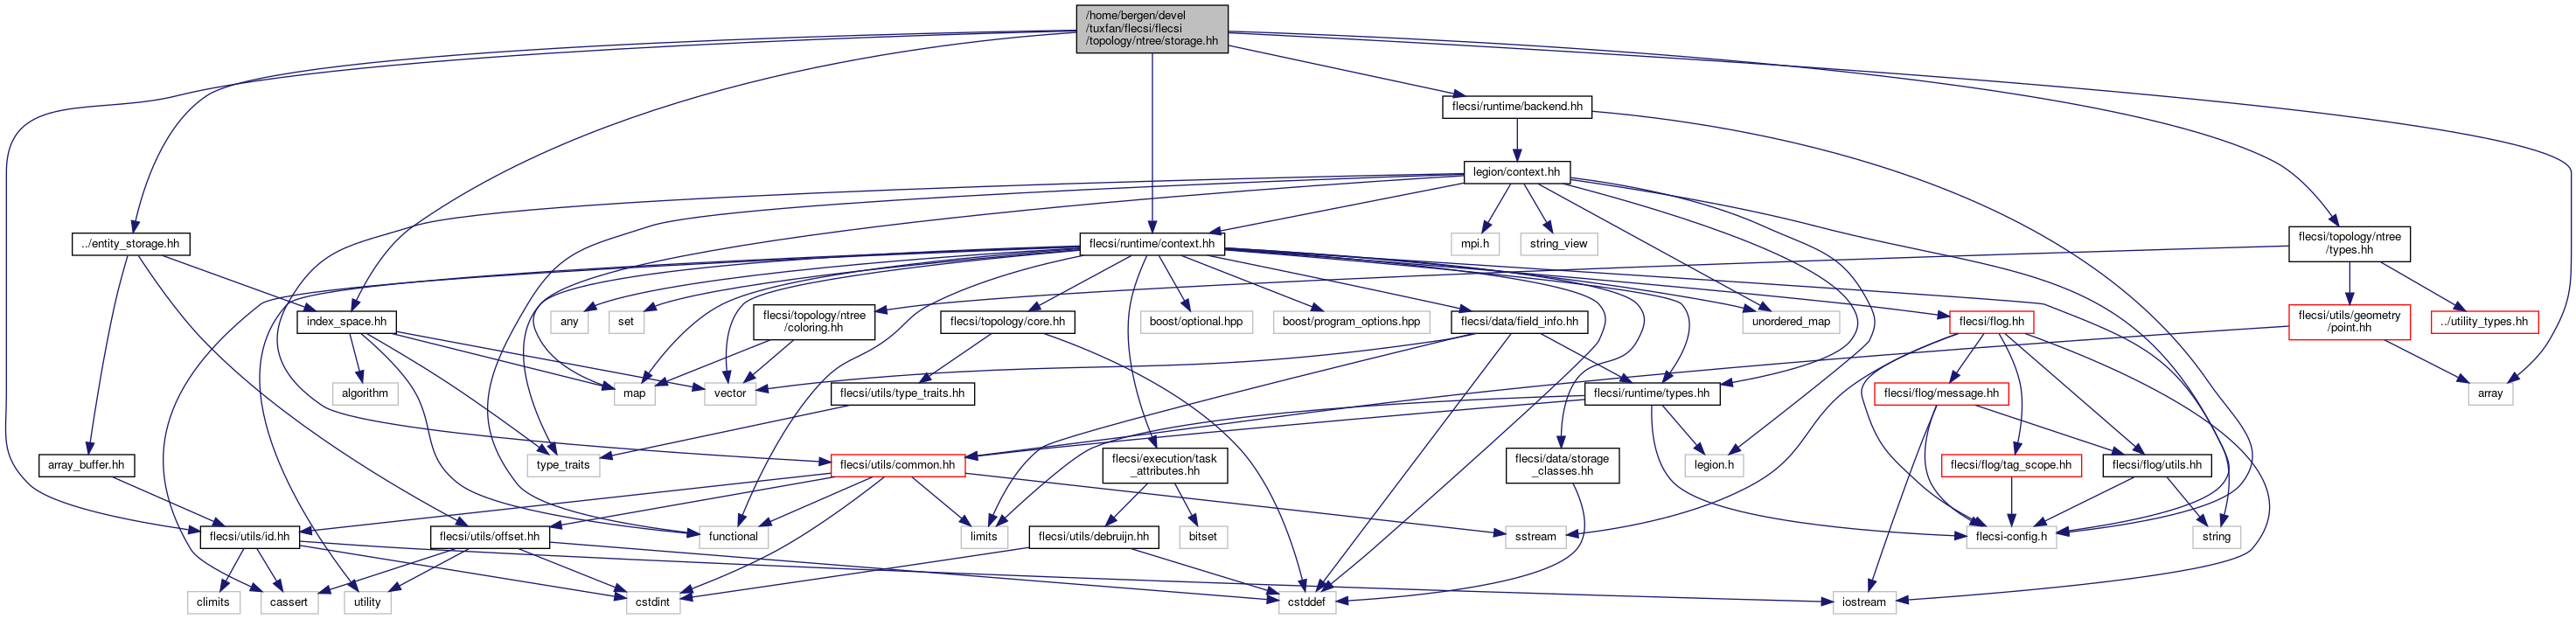 /home/bergen/devel
/tuxfan/flecsi/flecsi
/topology/ntree/storage.hh
flecsi/runtime/backend.hh
legion/context.hh
../entity_storage.hh
flecsi/runtime/context.hh
mpi.h
string_view
flecsi/topology/ntree
/types.hh
index_space.hh
any
set
flecsi/topology/ntree
/coloring.hh
flecsi/topology/core.hh
boost/optional.hpp
boost/program_options.hpp
flecsi/data/field_info.hh
unordered_map
flecsi/flog.hh
flecsi/utils/geometry
/point.hh
../utility_types.hh
algorithm
map
vector
flecsi/utils/type_traits.hh
flecsi/runtime/types.hh
flecsi/flog/message.hh
array
array_buffer.hh
type_traits
flecsi/utils/common.hh
flecsi/execution/task
_attributes.hh
legion.h
flecsi/data/storage
_classes.hh
flecsi/flog/tag_scope.hh
flecsi/flog/utils.hh
flecsi/utils/id.hh
flecsi/utils/offset.hh
functional
limits
flecsi/utils/debruijn.hh
bitset
sstream
flecsi-config.h
string
climits
cassert
utility
cstdint
cstddef
iostream